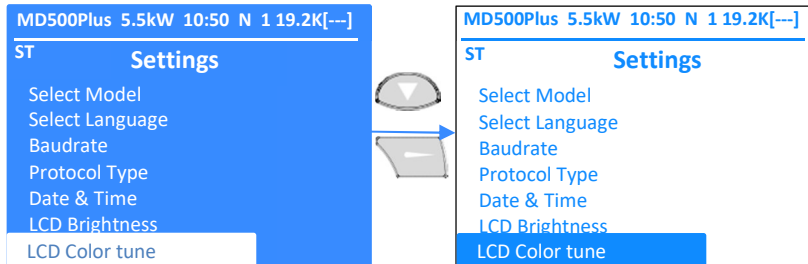 MD500Plus 5.5kW 10:50 N 1 19.2K[---]
ST
Settings
Select Model
Select Language
Baudrate
Protocol Type
Date & Time
LCD Brightness
LCD Color tune
MD500Plus 5.5kW 10:50 N 1 19.2K[---]
ST
Settings
Select Model
Select Language
Baudrate
Protocol Type
Date & Time
LCD Brightness
LCD Color tune